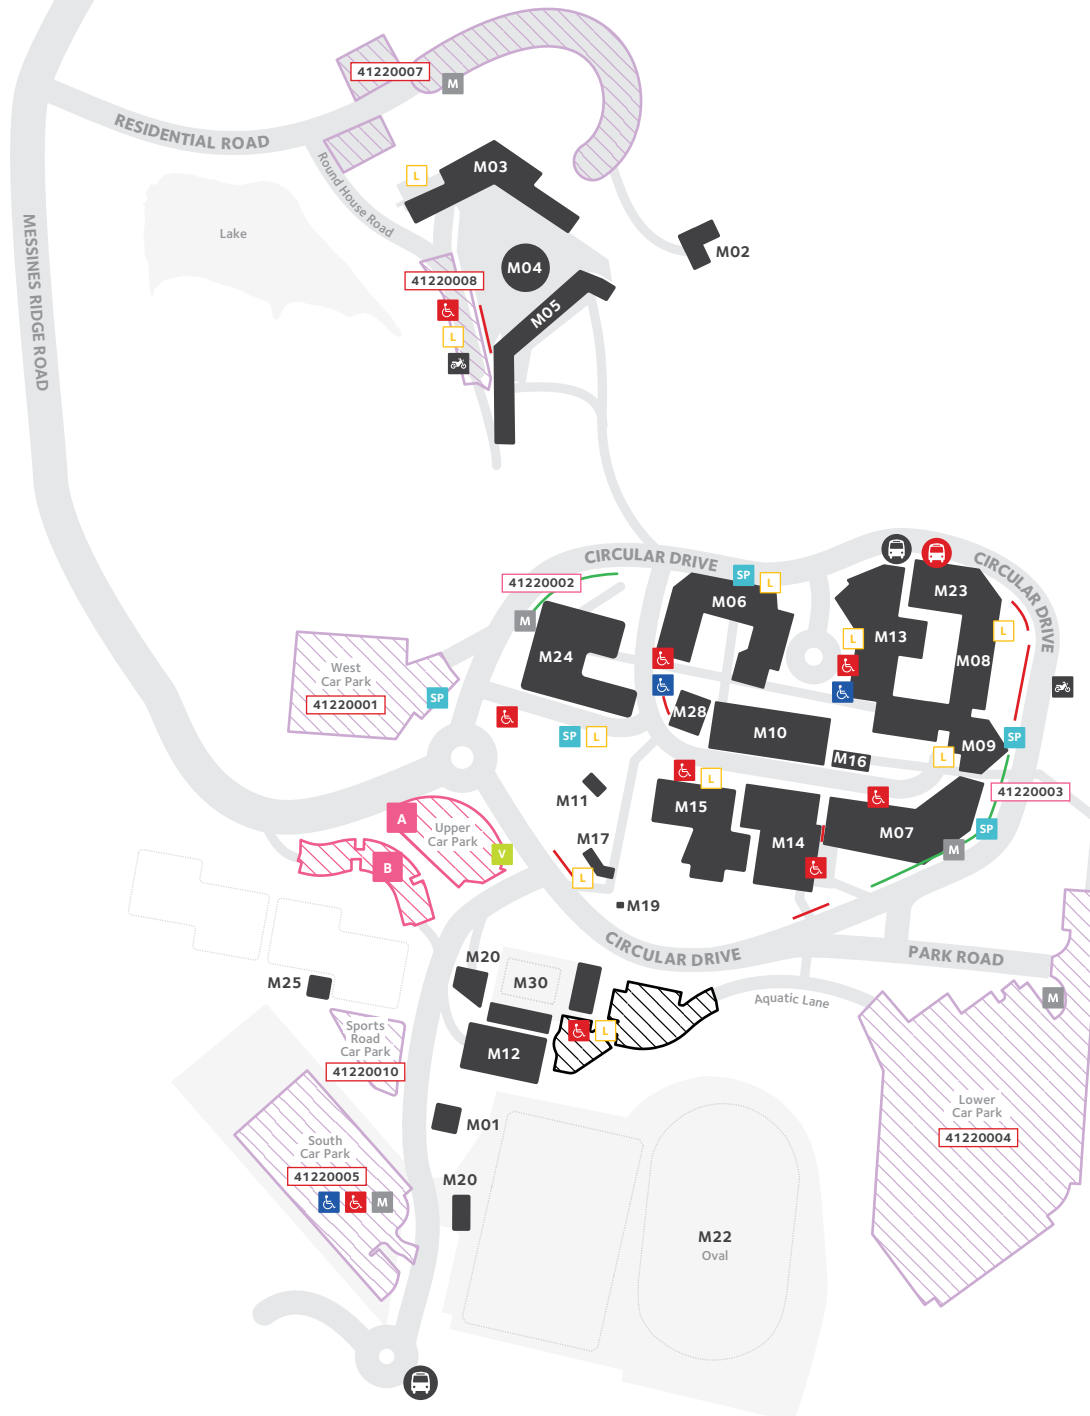 41220007
M
RESIDENTIAL ROAD
Round House Road
L
M03
MESSINES RIDGE ROAD
Lake
M02
M04
41220008
M05
L
CIRCULAR DRIVE
CIRCULAR DRIVE
41220002
SP
L
M06
M23
M
M24
L
M13
L
M08
West
Car Park
41220001
SP
M28
SP
L
M10
M16
M09
SP
L
M11
M15
L
41220003
A
Upper
Car Park
V
B
M17
L
M14
M07
M
SP
M19
CIRCULAR DRIVE
PARK ROAD
M20
M25
M30
Aquatic Lane
M
Sports
Road
Car Park
41220010
M12
L
M01
Lower
Car Park
41220004
South
Car Park
41220005
M
M20
M22
Oval